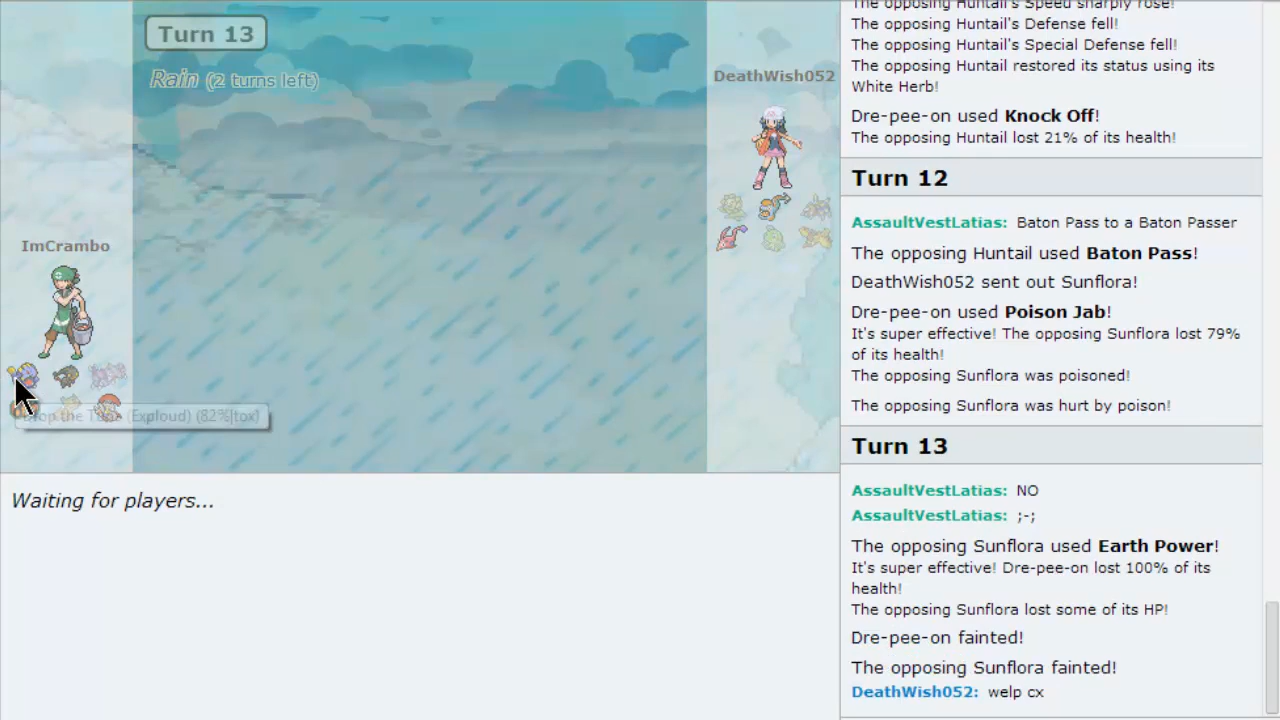 Turn 13
Rain (2 turns left)
DeathWish052
ImCrambo
(Exploud) (82%|tox)
Waiting for players...
The opposing Huntail's Speed sharply rose!
The opposing Huntail's Defense fell!
The opposing Huntail's Special Defense fell!
The opposing Huntail restored its status using its
White Herb!
Dre-pee-on used Knock Off!
The opposing Huntail lost 21% of its health!
Turn 12
AssaultVestLatias: Baton Pass to a Baton Passer
The opposing Huntail used Baton Pass!
DeathWish052 sent out Sunflora!
Dre-pee-on used Poison Jab!
It's super effective! The opposing Sunflora lost 79%
of its health!
The opposing Sunflora was poisoned!
The opposing Sunflora was hurt by poison!
Turn 13
AssaultVestLatias: NO
AssaultVestLatias: ;-;
The opposing Sunflora used Earth Power!
It's super effective! Dre-pee-on lost 100% of its
health!
The opposing Sunflora lost some of its HP!
Dre-pee-on fainted!
The opposing Sunflora fainted!
DeathWish052: welp cx